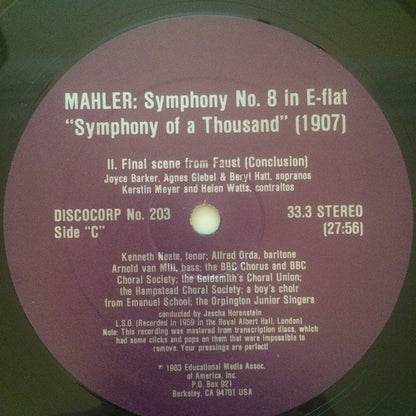 MAHLER: Symphony No. 8 in E-flat
"Symphony of a Thousand" (1907)
II. Final scene from Faust (Conclusion)
Joyce Barker, Agnes Giebel & Beryl Hatt, sopranos
Kerstin Meyer and Helen Watts, contraltos
DISCOCORP No. 203
Side "C"
33.3 STEREO
(27:56)
Kenneth Neate, tenor; Alfred Orda, baritone
Arnold van Mill, bass; the BBC Chorus and BBC
Choral Society; the Goldsmith's Choral Union;
the Hampstead Choral Society; a boy's choir
from Emanuel School; the Orpington Junior Singers
conducted by Jascha Horenstein
L.S.O. (Recorded in 1959 in the Royal Albert Hall, London)
Note: This recording was mastered from transcription discs, which
had some clicks and pops on them that were impossible to
remove. Your pressings are perfect!
℗ 1983 Educational Media Assoc.
of America, Inc.
P.O. Box 921
Berkeley, CA 94701 USA